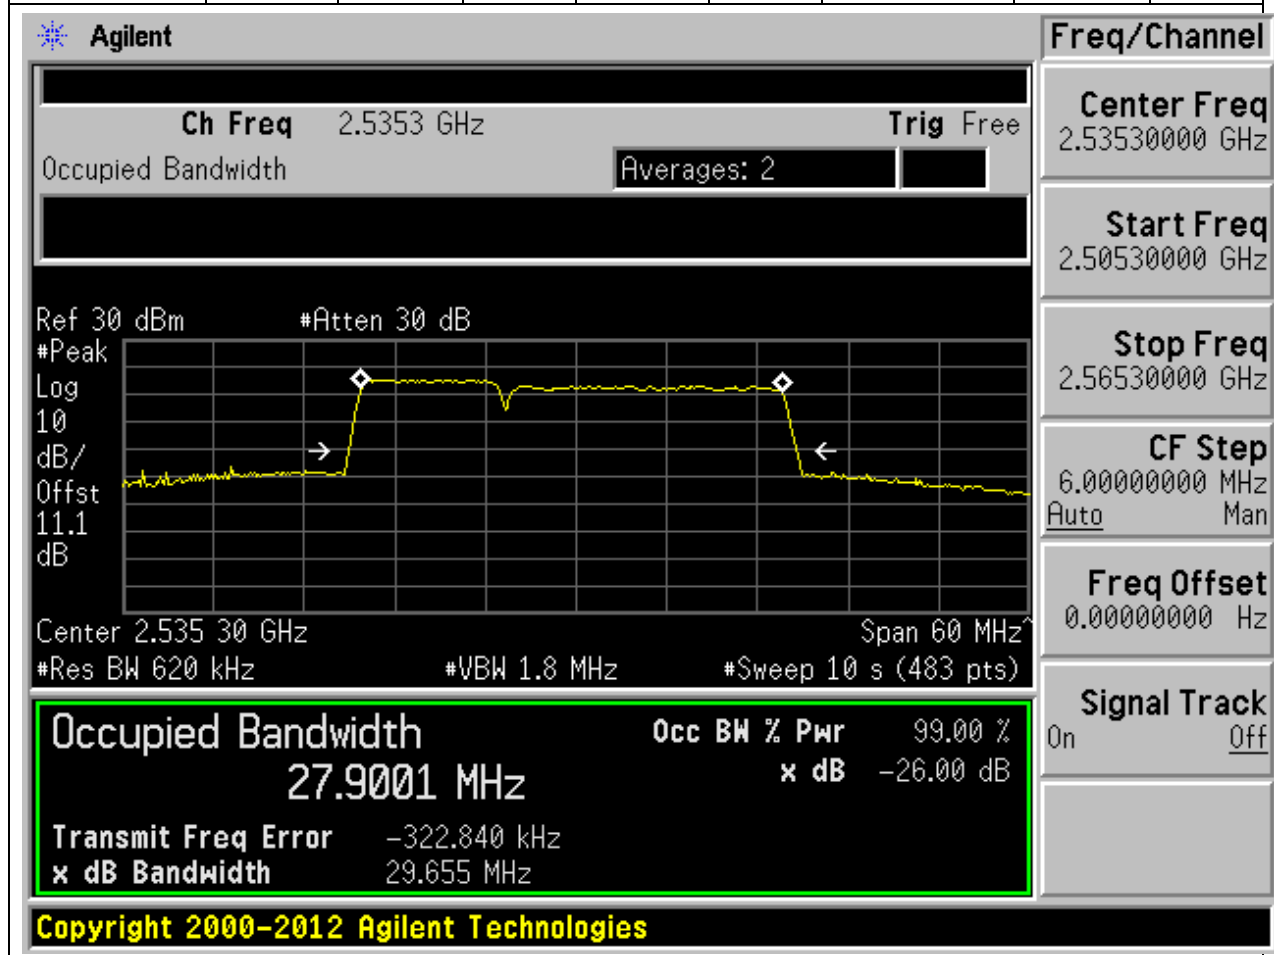 Agilent
Freq/Channel
Ch Freq 2.5353 GHz Trig Free
Occupied Bandwidth Averages: 2
Center Freq
2.53530000 GHz
Start Freq
2.50530000 GHz
Stop Freq
2.56530000 GHz
CF Step
6.00000000 MHz
Auto Man
Freq Offset
0.00000000 Hz
Signal Track
On Off
Ref 30 dBm #Atten 30 dB
#Peak
Log
10
dB/
Offst
11.1
dB
Center 2.535 30 GHz Span 60 MHz^
#Res BW 620 kHz #VBW 1.8 MHz #Sweep 10 s (483 pts)
Occupied Bandwidth Occ BW % Pwr 99.00 %
27.9001 MHz x dB -26.00 dB
Transmit Freq Error -322.840 kHz
x dB Bandwidth 29.655 MHz
Copyright 2000-2012 Agilent Technologies